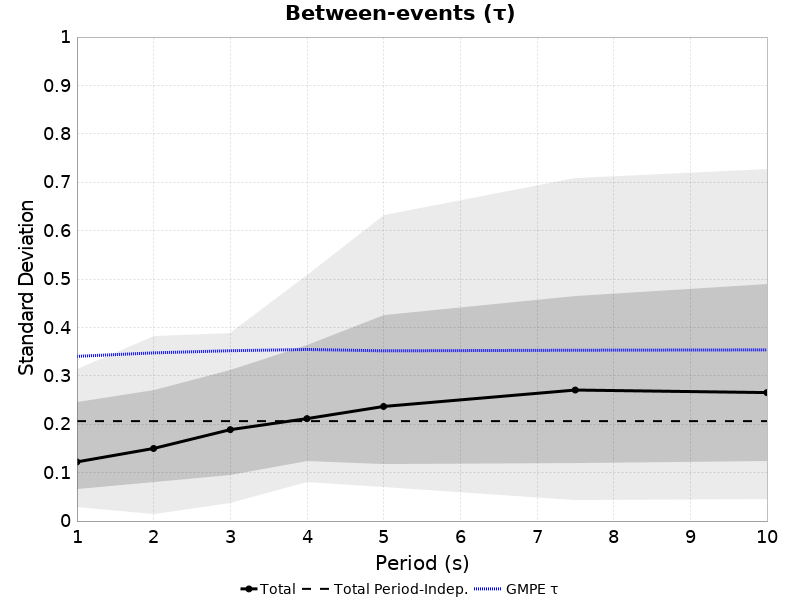 Between-events (τ)
1
0.9
0.8
0.7
0.6
0.5
0.4
0.3
0.2
0.1
0
Standard Deviation
1 2 3 4 5 6 7 8 9 10
Period (s)
Total Total Period-Indep. GMPE τ